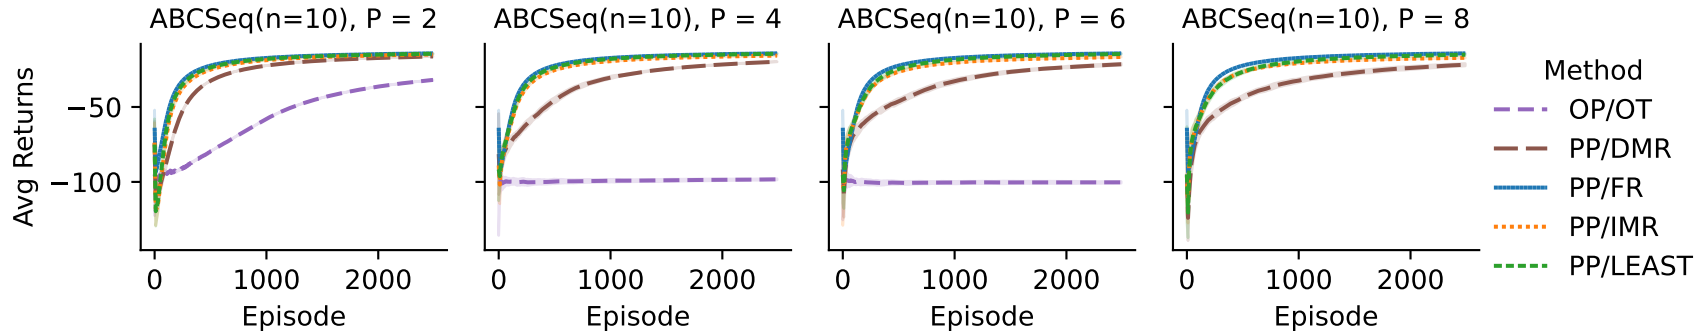 ABCSeq(n=10), P = 2
ABCSeq(n=10), P = 4
ABCSeq(n=10), P = 6
ABCSeq(n=10), P = 8
Avg Returns
−50
−100
0 1000 2000
0 1000 2000
0 1000 2000
0 1000 2000
Episode
Episode
Episode
Episode
Method
OP/OT
PP/DMR
PP/FR
PP/IMR
PP/LEAST